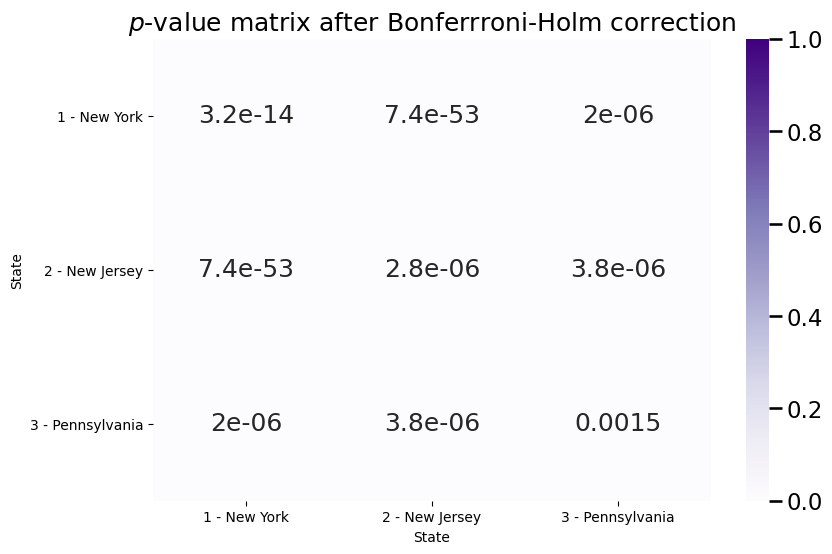 p-value matrix after Bonferrroni-Holm correction
1 - New York 3.2e-14 7.4e-53 2e-06
2 - New Jersey 7.4e-53 2.8e-06 3.8e-06
3 - Pennsylvania 2e-06 3.8e-06 0.0015
State
1 - New York 2 - New Jersey 3 - Pennsylvania
State
1.0
0.8
0.6
0.4
0.2
0.0